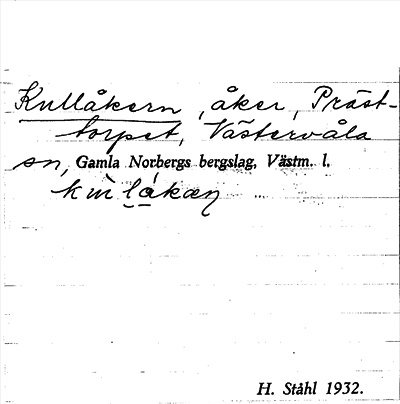 Kullåkern, åker, Präst-
torpet, Västervåla
sn, Gamla Norbergs bergslag, Västm. l.
H. Ståhl 1932.